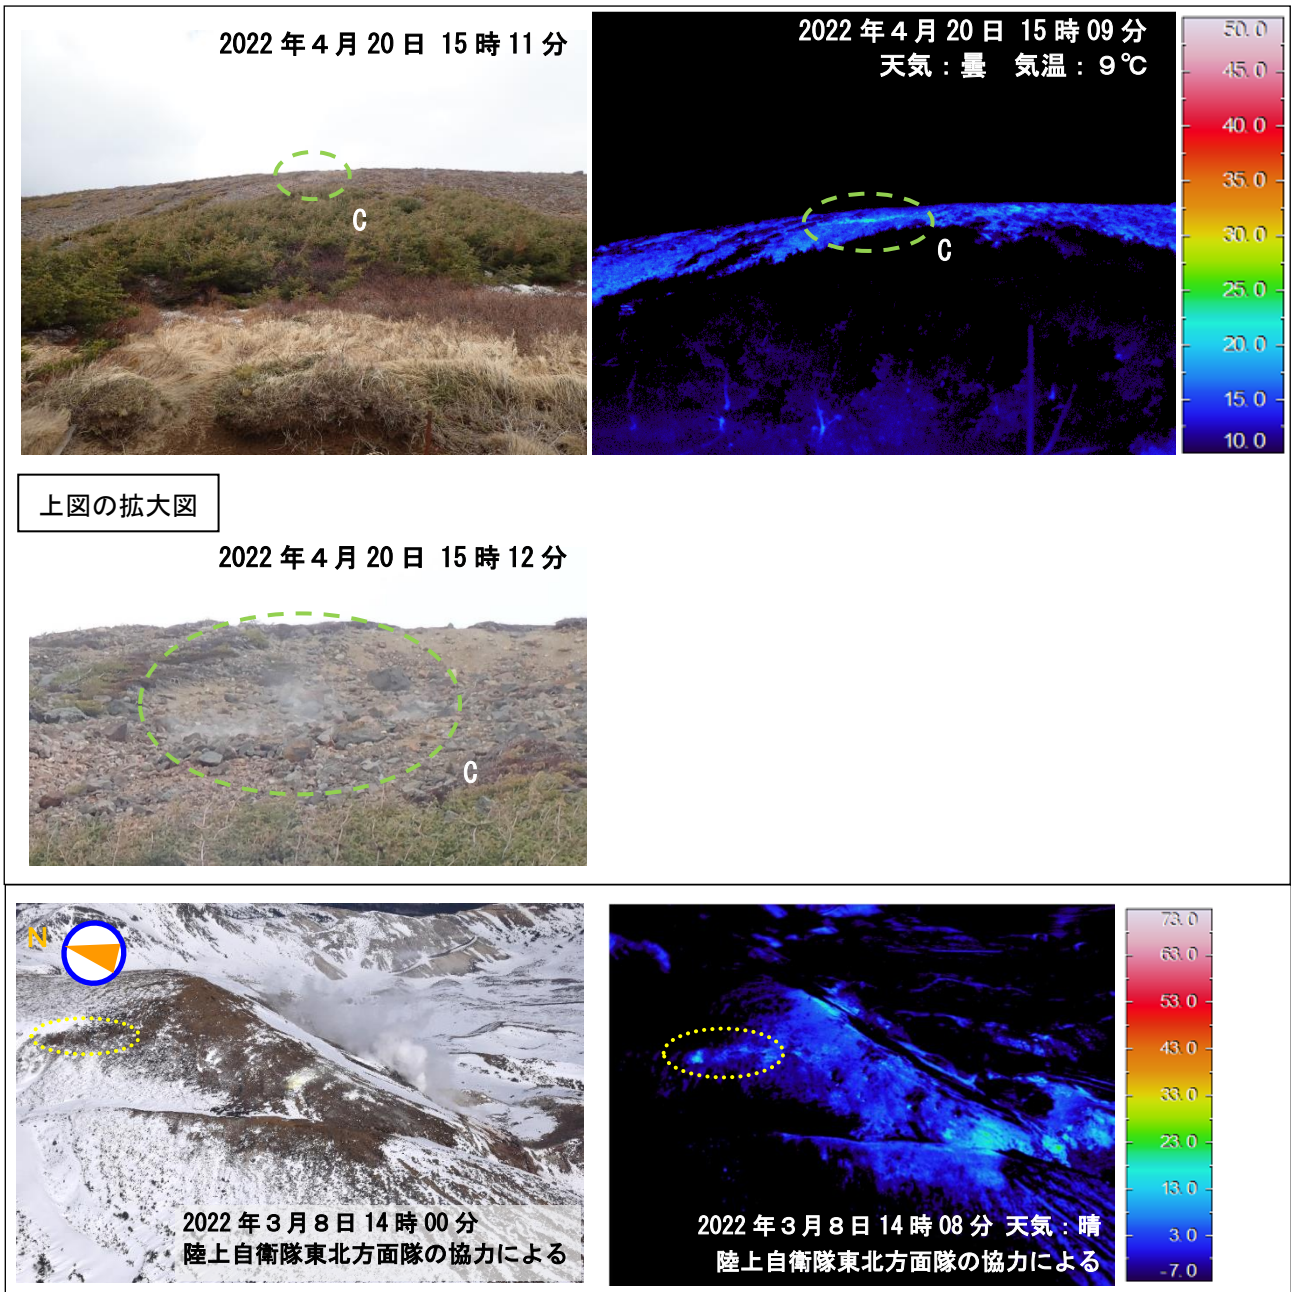 2022年4月20日 15時11分
C
2022年4月20日 15時09分
天気：曇　気温：９℃
C
50.0
45.0
40.0
35.0
30.0
25.0
20.0
15.0
10.0
上図の拡大図
2022年4月20日 15時12分
C
N
2022年3月8日14時00分
陸上自衛隊東北方面隊の協力による
2022年3月8日14時08分 天気：晴
陸上自衛隊東北方面隊の協力による
73.0
63.0
53.0
43.0
33.0
23.0
13.0
3.0
-7.0